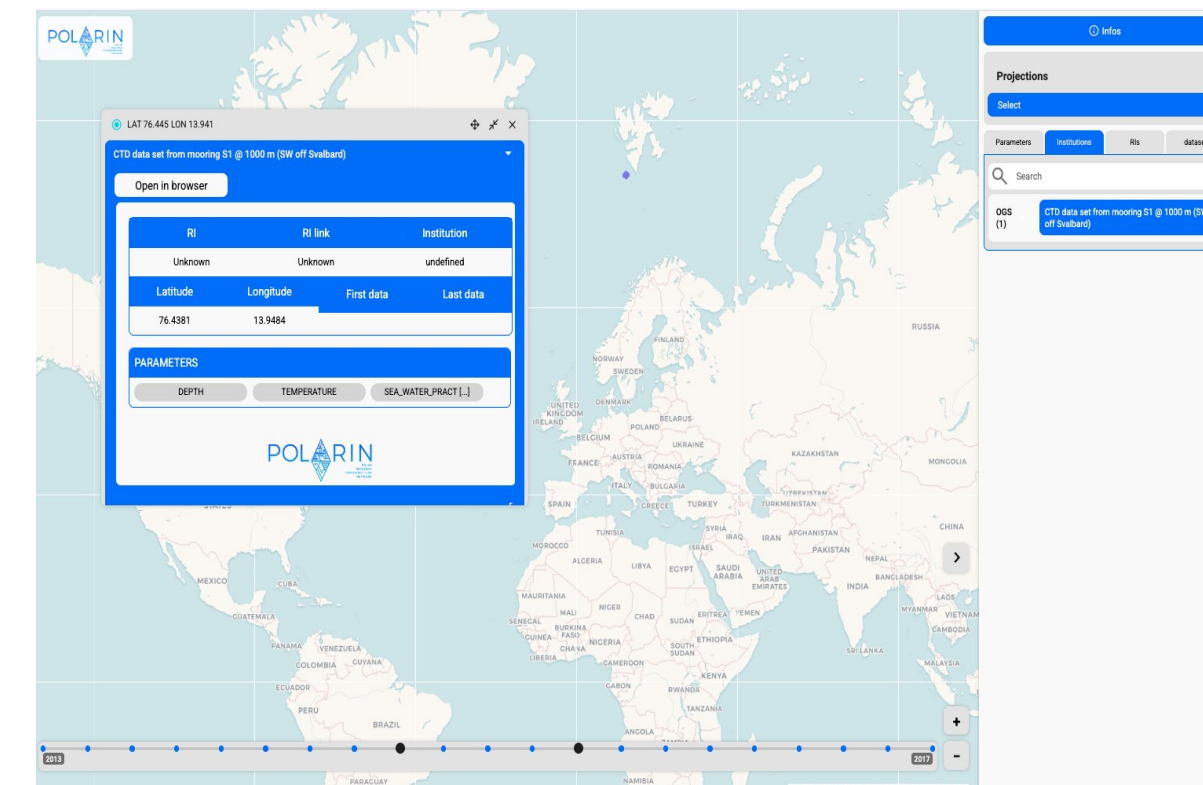 POLARIN
LAT 76.445 LON 13.941
CTD data set from mooring S1 @ 1000 m (SW off Svalbard)
Open in browser
RI RI link Institution
Unknown Unknown undefined
Latitude Longitude First data Last data
76.4381 13.9484
PARAMETERS
DEPTH TEMPERATURE SEA_WATER_PRACT [...]
POLARIN
Infos
Projections
Select
Parameters Institutions RIs datase
Search
OGS
(1)
CTD data set from mooring S1 @ 1000 m (SW
off Svalbard)
RUSSIA
FINLAND
NORWAY
SWEDEN
UNITED
KINGDOM
DENMARK
IRELAND
BELARUS
POLAND
BELGIUM
UKRAINE
FRANCE
AUSTRIA
ROMANIA
KAZAKHSTAN
MONGOLIA
ITALY
BULGARIA
UZBEKISTAN
SPAIN
GREECE
TURKEY
TURKMENISTAN
STATES
TUNISIA
SYRIA
IRAQ
IRAN
AFGHANISTAN
CHINA
MOROCCO
ISRAEL
PAKISTAN
ALGERIA
LIBYA
EGYPT
SAUDI
ARABIA
UNITED
ARAB
EMIRATES
NEPAL
BANGLADESH
INDIA
MEXICO
CUBA
MAURITANIA
MALI
NIGER
CHAD
SUDAN
ERITREA
YEMEN
MYANMAR
LAOS
VIETNAM
GUATEMALA
SENEGAL
BURKINA
FASO
GUINEA
NIGERIA
GHANA
SOUTH
SUDAN
ETHIOPIA
CAMBODIA
PANAMA
VENEZUELA
LIBERIA
CAMEROON
SRI LANKA
MALAYSIA
COLOMBIA
GUYANA
KENYA
ECUADOR
GABON
RWANDA
PERU
TANZANIA
BRAZIL
ANGOLA
2013
2017
PARAGUAY
NAMIBIA